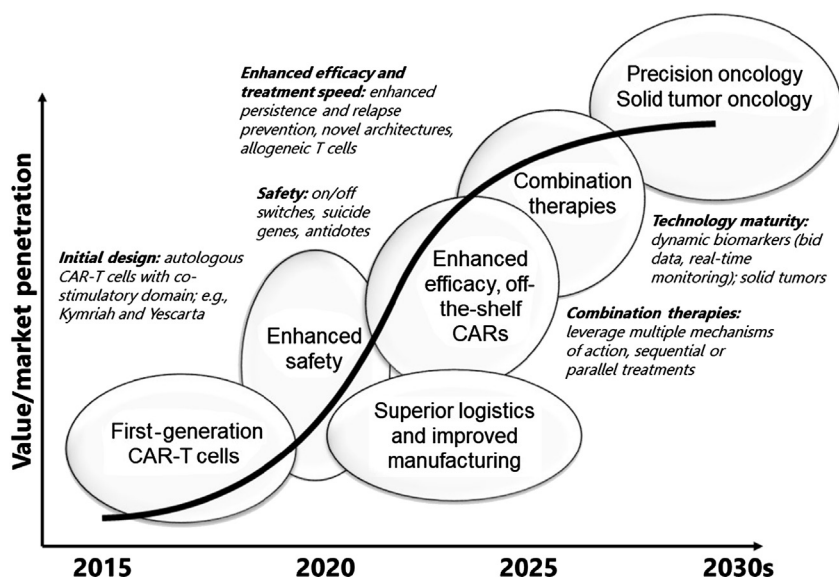 Value/market penetration
Enhanced efficacy and
treatment speed: enhanced
persistence and relapse
prevention, novel architectures,
allogeneic T cells
Safety: on/off
switches, suicide
genes, antidotes
Initial design: autologous
CAR-T cells with co-
stimulatory domain; e.g.,
Kymriah and Yescarta
Precision oncology
Solid tumor oncology
Combination
therapies
Technology maturity:
dynamic biomarkers (bid
data, real-time
monitoring); solid tumors
Enhanced
efficacy, off-
the-shelf
CARs
Combination therapies:
leverage multiple mechanisms
of action, sequential or
parallel treatments
Enhanced
safety
Superior logistics
and improved
manufacturing
First-generation
CAR-T cells
2015
2020
2025
2030s